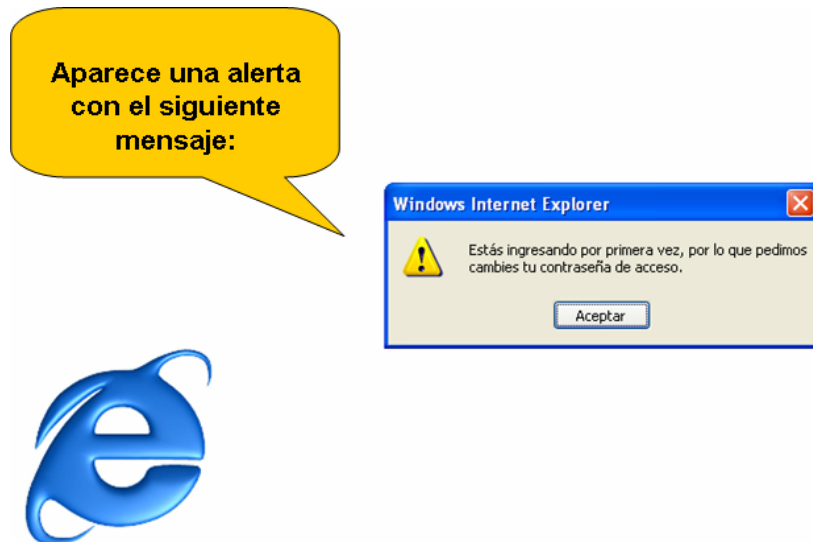 Aparece una alerta
con el siguiente
mensaje:
Windows Internet Explorer
Estás ingresando por primera vez, por lo que pedimos
cambies tu contraseña de acceso.
Aceptar